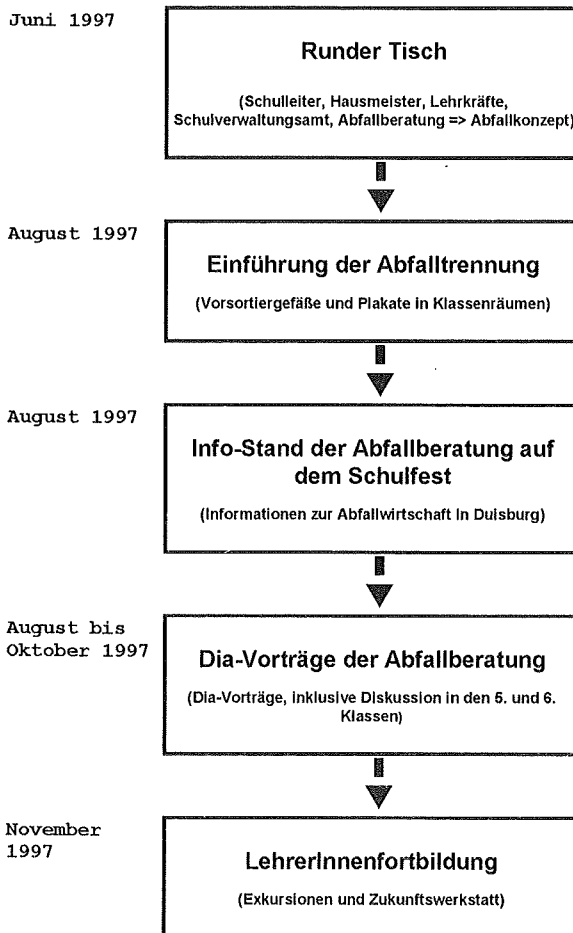 Juni 1997
Runder Tisch
(Schulleiter, Hausmeister, Lehrkräfte,
Schulverwaltungsamt, Abfallberatung => Abfallkonzept)
August 1997
Einführung der Abfalltrennung
(Vorsortiergefäße und Plakate in Klassenräumen)
August 1997
Info-Stand der Abfallberatung auf
dem Schulfest
(Informationen zur Abfallwirtschaft in Duisburg)
August bis
Oktober 1997
Dia-Vorträge der Abfallberatung
(Dia-Vorträge, inklusive Diskussion in den 5. und 6.
Klassen)
November
1997
LehrerInnenfortbildung
(Exkursionen und Zukunftswerkstatt)